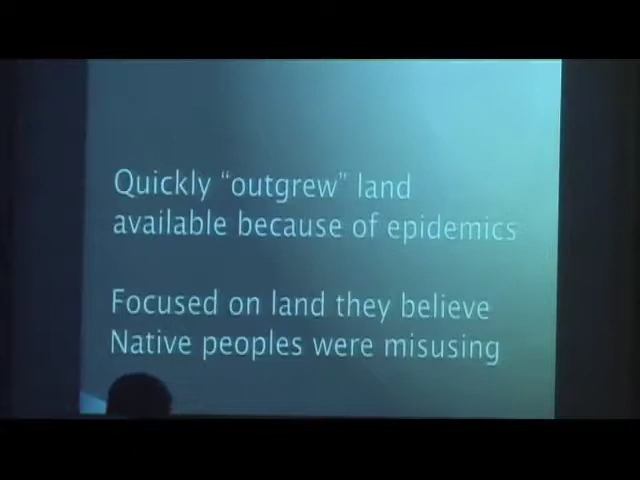 Quickly “outgrew” land
available because of epidemics
Focused on land they believe
Native peoples were misusing